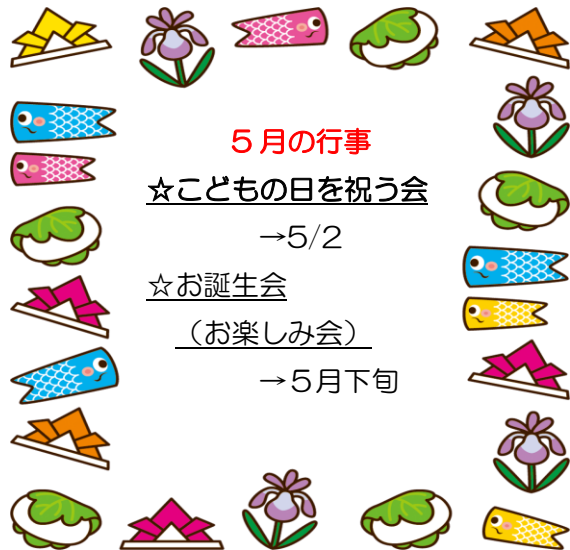 ５月の行事
☆こどもの日を祝う会
→5/2
☆お誕生会
（お楽しみ会）
→５月下旬